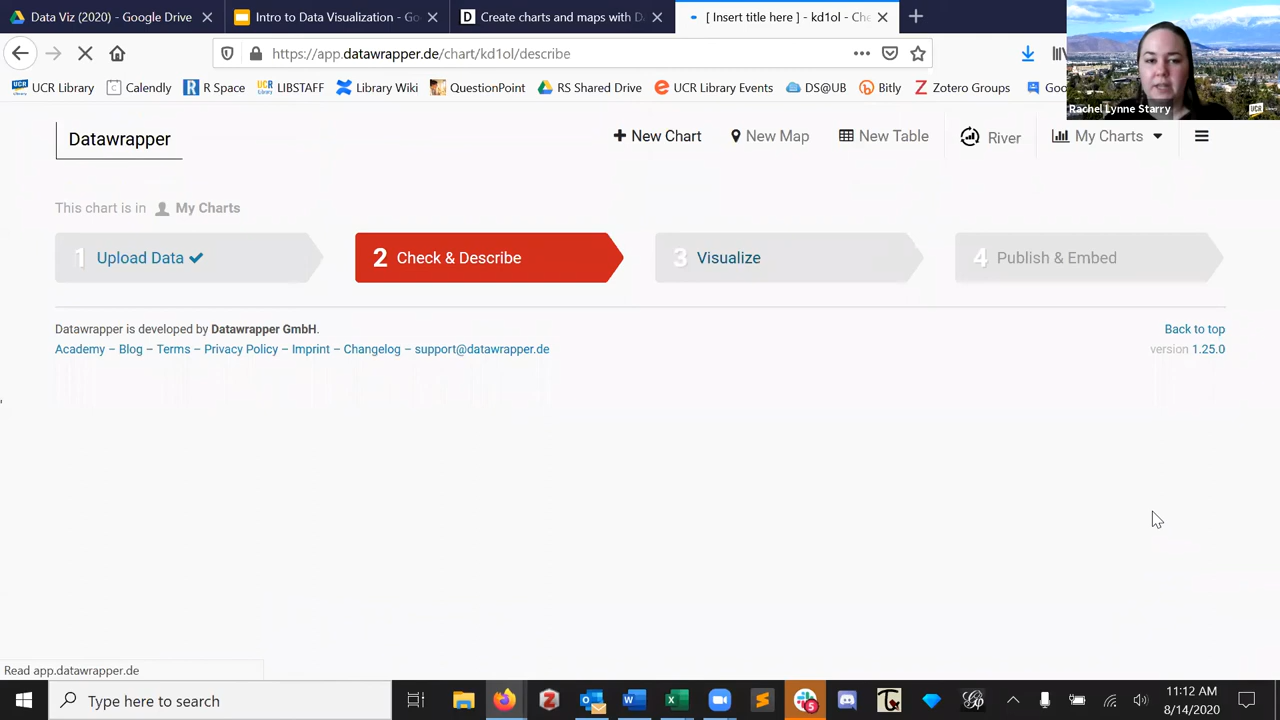 Data Viz (2020) - Google Drive
Intro to Data Visualization - Go
Create charts and maps with D
[ Insert title here ] - kd1ol - Che
https://app.datawrapper.de/chart/kd1ol/describe
UCR Library
Calendly
R Space
LIBSTAFF
Library Wiki
QuestionPoint
RS Shared Drive
UCR Library Events
DS@UB
Bitly
Zotero Groups
Goo
Rachel Lynne Starry
UCR
Datawrapper
New Chart
New Map
New Table
River
My Charts
This chart is in My Charts
1 Upload Data
2 Check & Describe
3 Visualize
4 Publish & Embed
Datawrapper is developed by Datawrapper GmbH.
Back to top
Academy – Blog – Terms – Privacy Policy – Imprint – Changelog – support@datawrapper.de
version 1.25.0
Read app.datawrapper.de
Type here to search
5
11:12 AM
8/14/2020